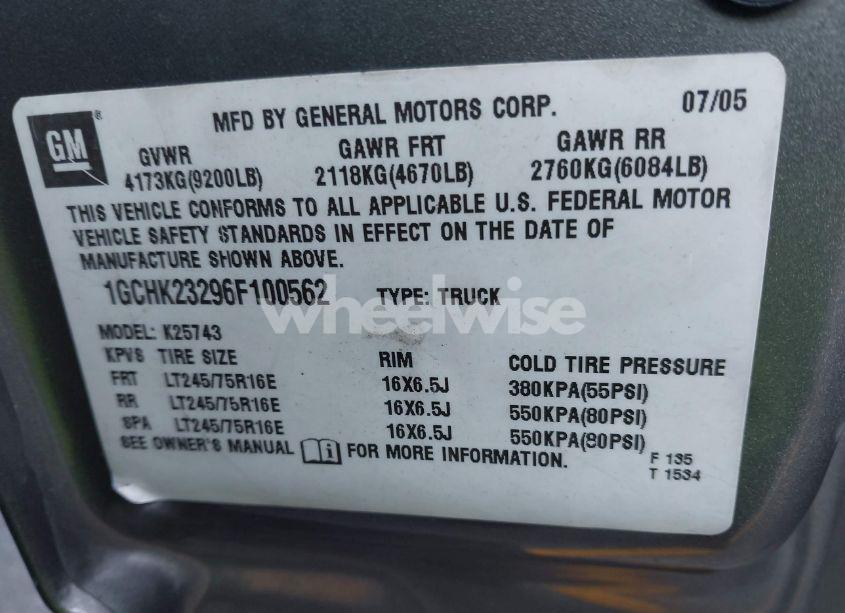 GM®
MFD BY GENERAL MOTORS CORP. 07/05
GVWR GAWR FRT GAWR RR
4173KG(9200LB) 2118KG(4670LB) 2760KG(6084LB)
THIS VEHICLE CONFORMS TO ALL APPLICABLE U.S. FEDERAL MOTOR
VEHICLE SAFETY STANDARDS IN EFFECT ON THE DATE OF
MANUFACTURE SHOWN ABOVE.
1GCHK23296F100562 TYPE: TRUCK
wheelwise
MODEL: K25743
KPVS TIRE SIZE RIM COLD TIRE PRESSURE
FRT LT245/75R16E 16X6.5J 380KPA(55PSI)
RR LT245/75R16E 16X6.5J 550KPA(80PSI)
SPA LT245/75R16E 16X6.5J 550KPA(80PSI)
SEE OWNER'S MANUAL FOR MORE INFORMATION.
F 135
T 1534